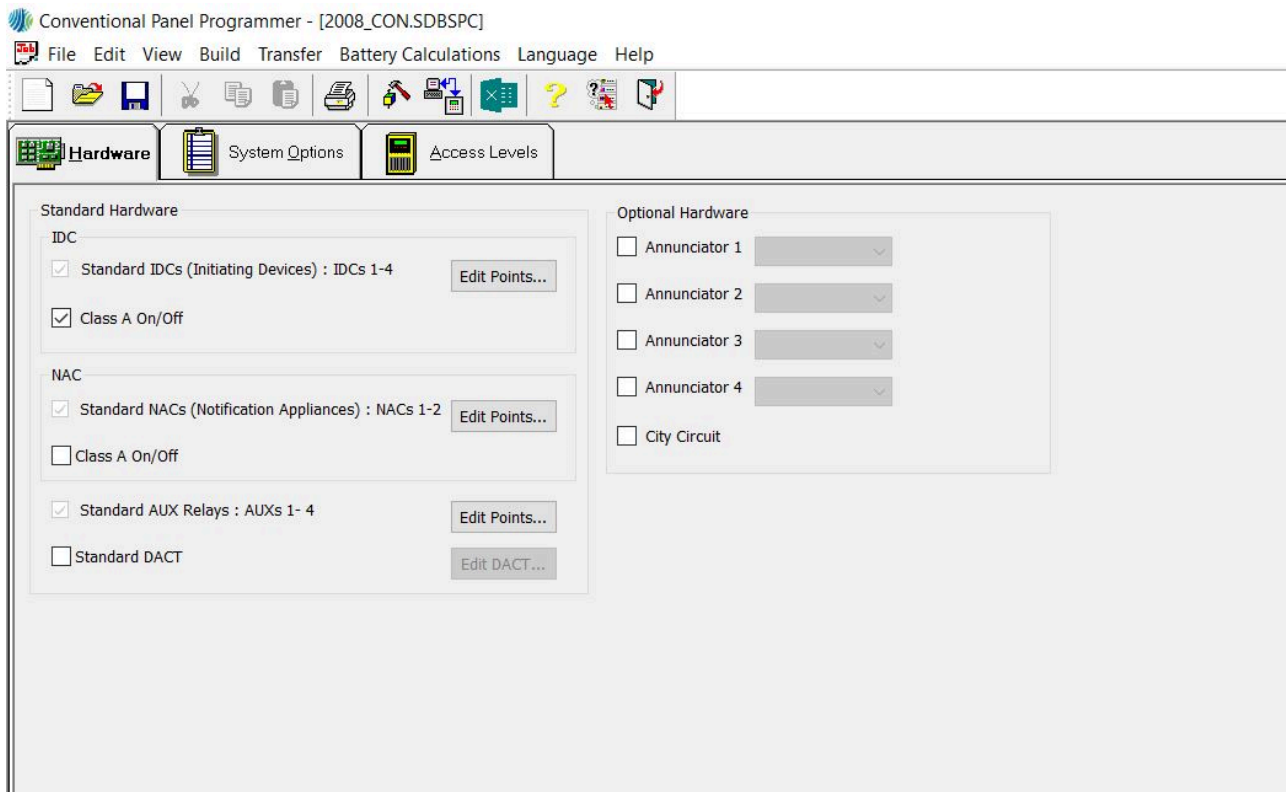 Conventional Panel Programmer - [2008_CON.SDBSPC]
Job
File Edit View Build Transfer Battery Calculations Language Help
Hardware System Options Access Levels
Standard Hardware
IDC
Standard IDCs (Initiating Devices) : IDCs 1-4 Edit Points...
Class A On/Off
NAC
Standard NACs (Notification Appliances) : NACs 1-2 Edit Points...
Class A On/Off
Standard AUX Relays : AUXs 1- 4 Edit Points...
Standard DACT Edit DACT...
Optional Hardware
Annunciator 1
Annunciator 2
Annunciator 3
Annunciator 4
City Circuit